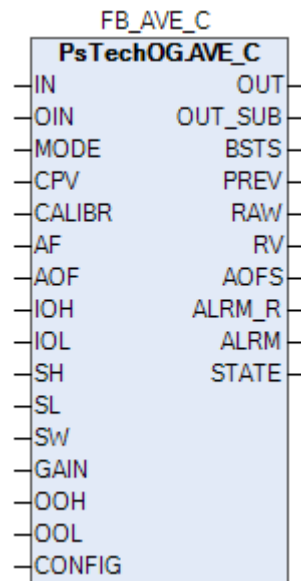 FB_AVE_C
PsTechOG.AVE_C
IN OUT
OIN OUT_SUB
MODE BSTS
CPV PREV
CALIBR RAW
AF RV
AOF AOFS
IOH ALRM_R
IOL ALRM
SH STATE
SL
SW
GAIN
OOH
OOL
CONFIG